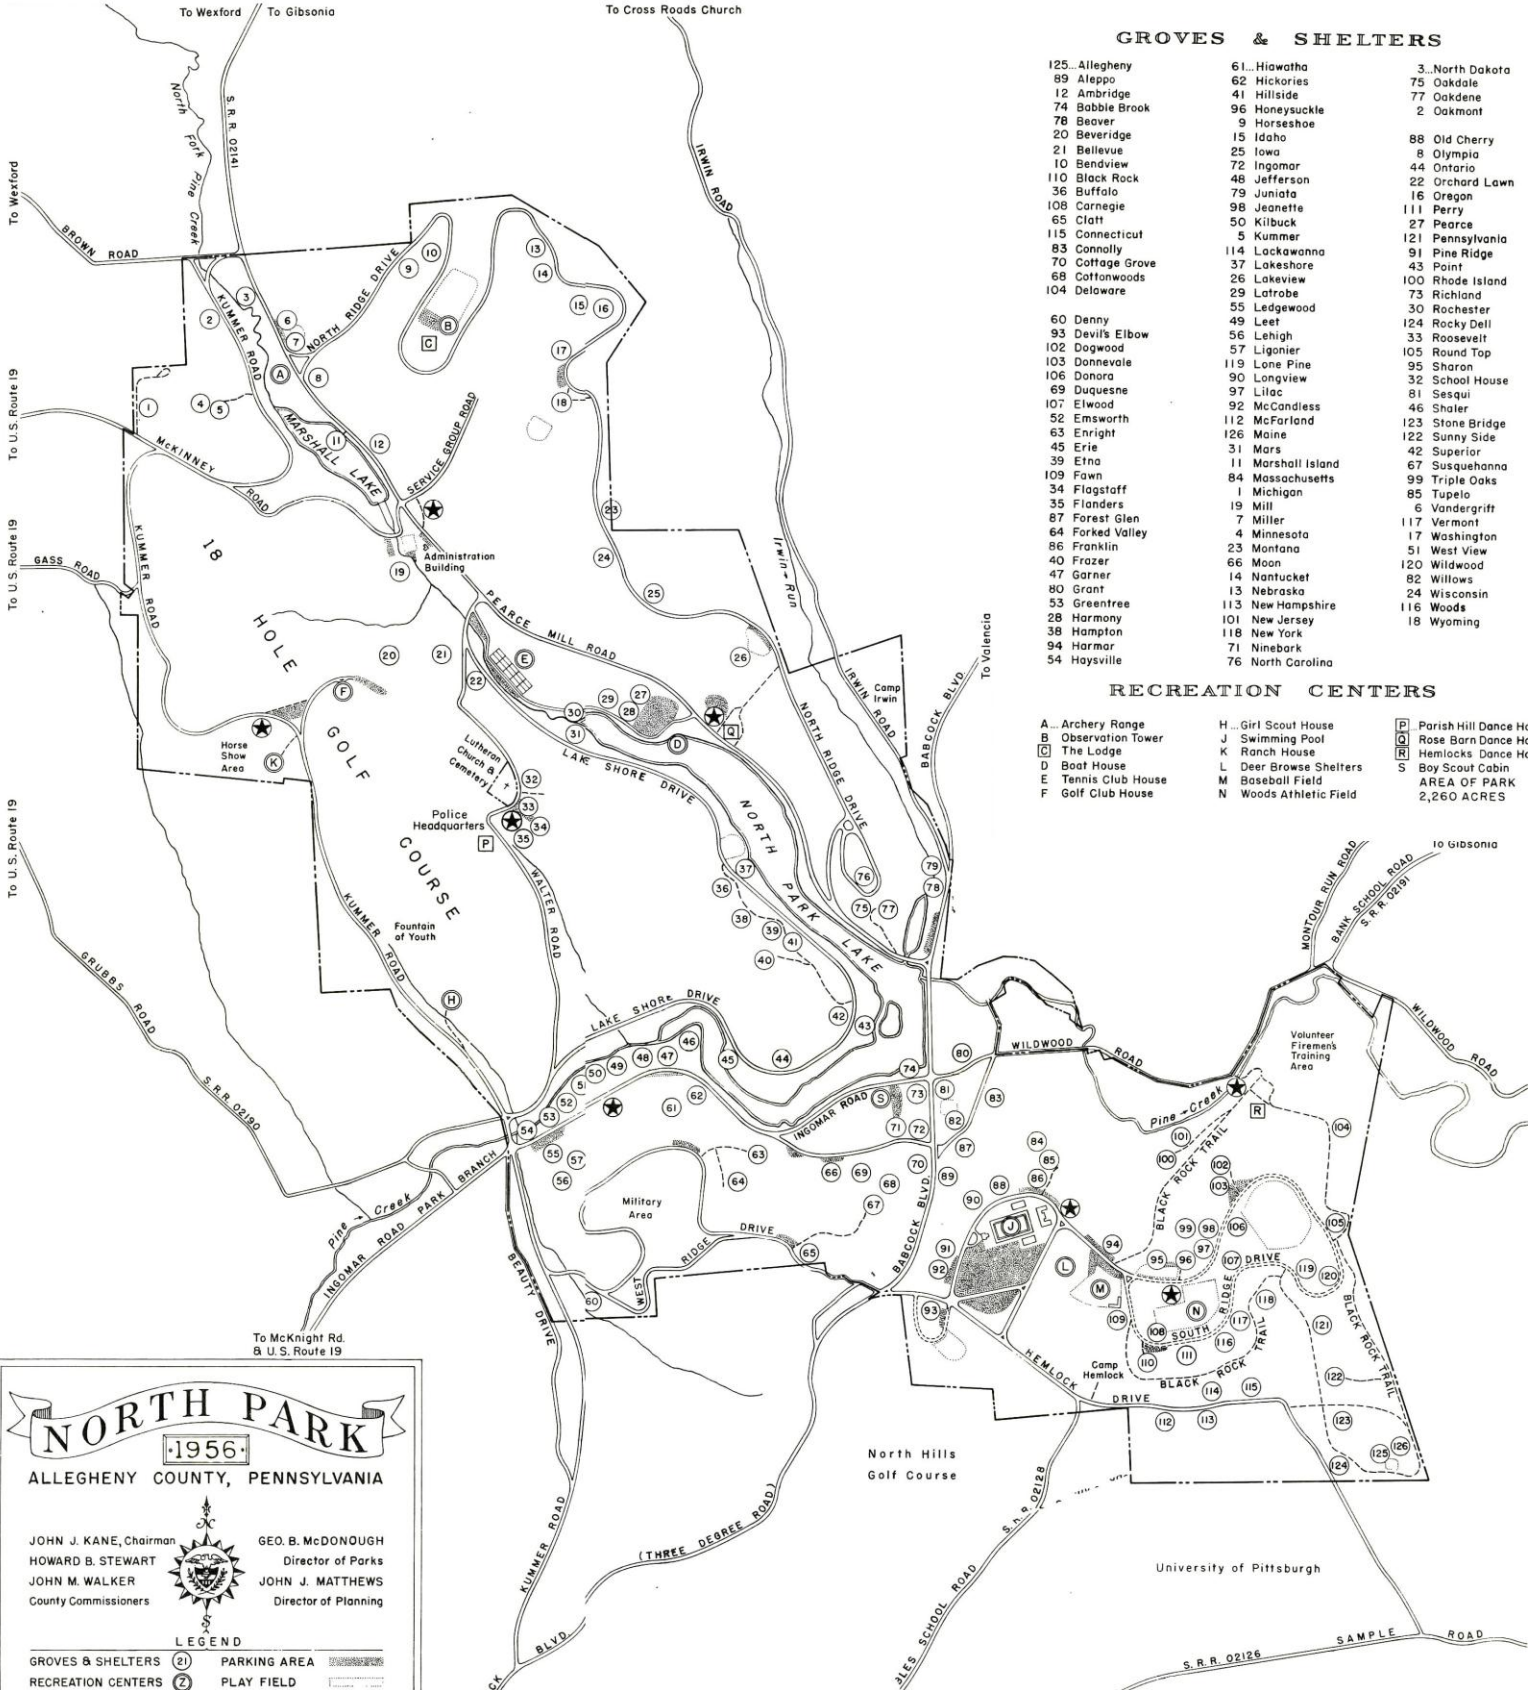 To Wexford
To Gibsonia
To Cross Roads Church
North Fork Pine Creek
S. R. R. 02141
IRWIN ROAD
To Wexford
BROWN ROAD
NORTH RIDGE DRIVE
KUMMER ROAD
MARSHALL LAKE
SERVICE GROUP ROAD
To U.S. Route 19
McKINNEY ROAD
Administration
Building
To U.S. Route 19
GASS ROAD
KUMMER ROAD
18 HOLE GOLF COURSE
PEARCE MILL ROAD
Irwin Run
IRWIN ROAD
Camp
Irwin
BABCOCK BLVD.
To Valencia
Horse
Show
Area
Lutheran
Church &
Cemetery
LAKE SHORE DRIVE
NORTH RIDGE DRIVE
NORTH PARK LAKE
Police
Headquarters
WALTER ROAD
To U.S. Route 19
KUMMER ROAD
Fountain
of Youth
GRUBBS ROAD
S. R. R. 02190
LAKE SHORE DRIVE
INGOMAR ROAD
WILDWOOD ROAD
Pine Creek
MONTOUR RUN ROAD
BANK SCHOOL ROAD
S. R. R. 02191
To Gibsonia
WILDWOOD ROAD
Volunteer
Firemen's
Training
Area
Pine Creek
INGOMAR ROAD PARK BRANCH
Military
Area
WEST RIDGE DRIVE
BEAUTY DRIVE
BABCOCK BLVD.
BLACK ROCK TRAIL
SOUTH RIDGE DRIVE
BLACK ROCK TRAIL
BLACK ROCK TRAIL
HEMLOCK DRIVE
Camp
Hemlock
To McKnight Rd.
& U.S. Route 19
North Hills
Golf Course
(THREE DEGREE ROAD)
KUMMER ROAD
BLVD.
S. R. R. 02128
SCHOOL ROAD
University of Pittsburgh
SAMPLE ROAD
S. R. R. 02126
GROVES & SHELTERS
125...Allegheny
89 Aleppo
12 Ambridge
74 Babble Brook
78 Beaver
20 Beveridge
21 Bellevue
10 Bendview
110 Black Rock
36 Buffalo
108 Carnegie
65 Clatt
115 Connecticut
83 Connolly
70 Cottage Grove
68 Cottonwoods
104 Delaware
60 Denny
93 Devil's Elbow
102 Dogwood
103 Donnevale
106 Donora
69 Duquesne
107 Elwood
52 Emsworth
63 Enright
45 Erie
39 Etna
109 Fawn
34 Flagstaff
35 Flanders
87 Forest Glen
64 Forked Valley
86 Franklin
40 Frazer
47 Garner
80 Grant
53 Greentree
28 Harmony
38 Hampton
94 Harmar
54 Haysville
61...Hiawatha
62 Hickories
41 Hillside
96 Honeysuckle
9 Horseshoe
15 Idaho
25 Iowa
72 Ingomar
48 Jefferson
79 Juniata
98 Jeanette
50 Kilbuck
5 Kummer
114 Lackawanna
37 Lakeshore
26 Lakeview
29 Latrobe
55 Ledgewood
49 Leet
56 Lehigh
57 Ligonier
119 Lone Pine
90 Longview
97 Lilac
92 McCandless
112 McFarland
126 Maine
31 Mars
11 Marshall Island
84 Massachusetts
1 Michigan
19 Mill
7 Miller
4 Minnesota
23 Montana
66 Moon
14 Nantucket
13 Nebraska
113 New Hampshire
101 New Jersey
118 New York
71 Ninebark
76 North Carolina
3...North Dakota
75 Oakdale
77 Oakdene
2 Oakmont
88 Old Cherry
8 Olympia
44 Ontario
22 Orchard Lawn
16 Oregon
111 Perry
27 Pearce
121 Pennsylvania
91 Pine Ridge
43 Point
100 Rhode Island
73 Richland
30 Rochester
124 Rocky Dell
33 Roosevelt
105 Round Top
95 Sharon
32 School House
81 Sesqui
46 Shaler
123 Stone Bridge
122 Sunny Side
42 Superior
67 Susquehanna
99 Triple Oaks
85 Tupelo
6 Vandergrift
117 Vermont
17 Washington
51 West View
120 Wildwood
82 Willows
24 Wisconsin
116 Woods
18 Wyoming
RECREATION CENTERS
A...Archery Range
B Observation Tower
C The Lodge
D Boat House
E Tennis Club House
F Golf Club House
H...Girl Scout House
J Swimming Pool
K Ranch House
L Deer Browse Shelters
M Baseball Field
N Woods Athletic Field
P Parish Hill Dance
Q Rose Barn Dance
R Hemlocks Dance
S Boy Scout Cabin
AREA OF PARK
2,260 ACRES
NORTH PARK
·1956·
ALLEGHENY COUNTY, PENNSYLVANIA
N
JOHN J. KANE, Chairman
HOWARD B. STEWART
JOHN M. WALKER
County Commissioners
GEO. B. McDONOUGH
Director of Parks
JOHN J. MATTHEWS
Director of Planning
S
LEGEND
GROVES & SHELTERS 21 PARKING AREA
RECREATION CENTERS Z PLAY FIELD